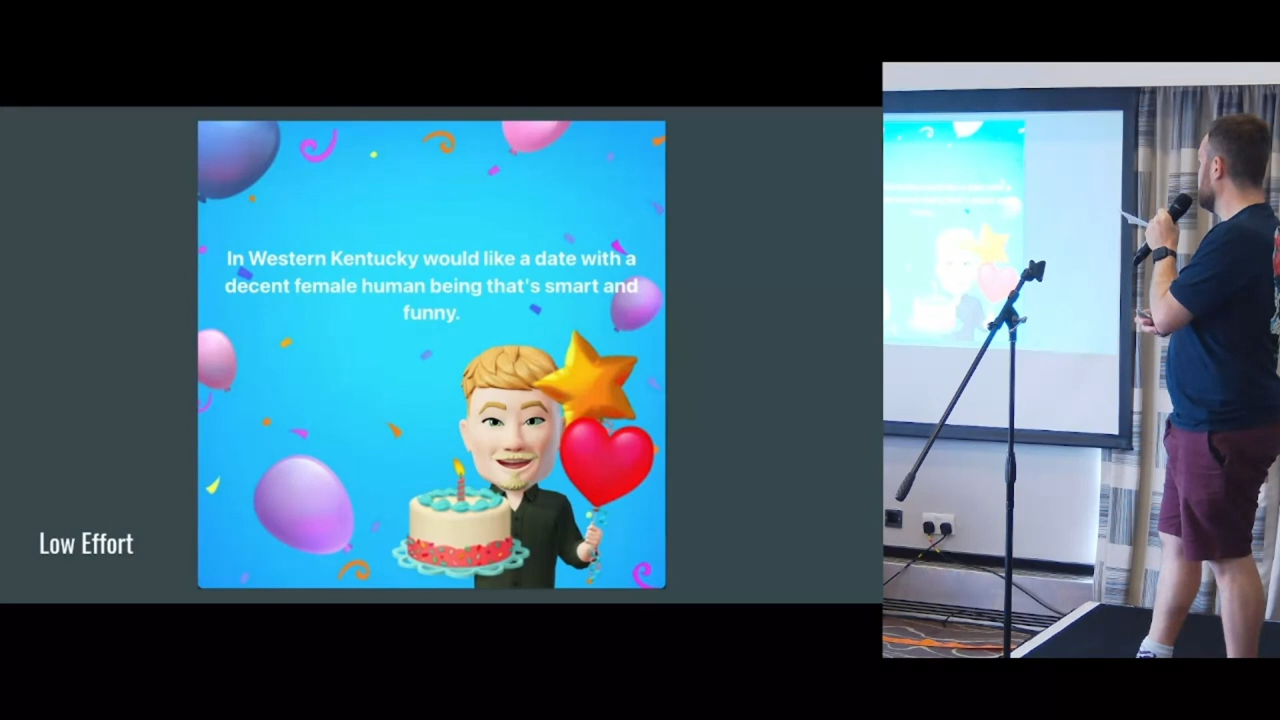 In Western Kentucky would like a date with a
decent female human being that's smart and
funny.
Low Effort